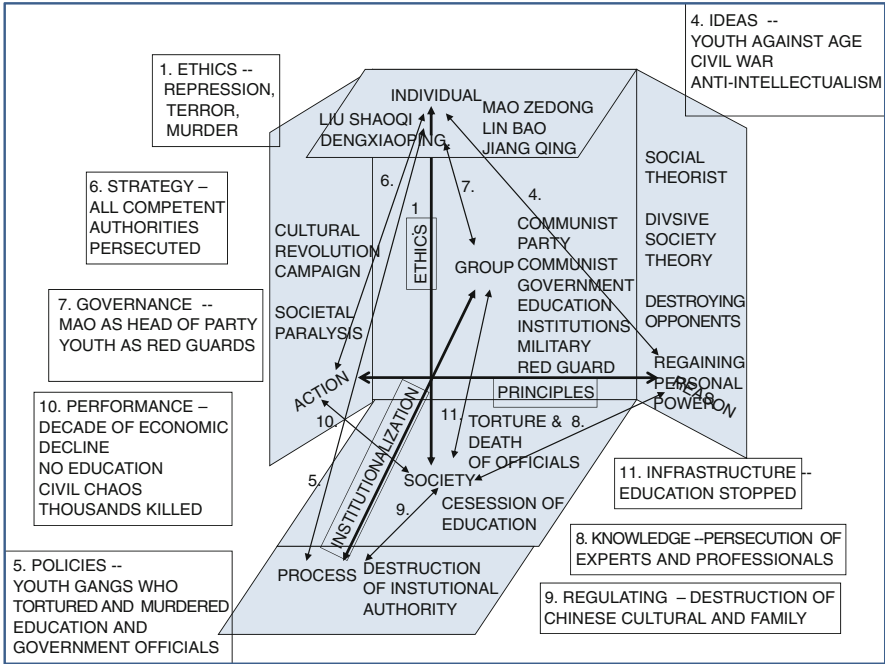 4. IDEAS --
YOUTH AGAINST AGE
CIVIL WAR
ANTI-INTELLECTUALISM
1. ETHICS --
REPRESSION,
TERROR,
MURDER
INDIVIDUAL
LIU SHAOQI
DENGXIAOPING
MAO ZEDONG
LIN BAO
JIANG QING
6. STRATEGY –
ALL COMPETENT
AUTHORITIES
PERSECUTED
6.
7.
4.
1
ETHICS
SOCIAL
THEORIST
DIVSIVE
SOCIETY
THEORY
DESTROYING
OPPONENTS
REGAINING
PERSONAL
POWER
REASON
CULTURAL
REVOLUTION
CAMPAIGN
SOCIETAL
PARALYSIS
GROUP
COMMUNIST
PARTY
COMMUNIST
GOVERNMENT
EDUCATION
INSTITUTIONS
MILITARY
RED GUARD
7. GOVERNANCE --
MAO AS HEAD OF PARTY
YOUTH AS RED GUARDS
ACTION
PRINCIPLES
10. PERFORMANCE –
DECADE OF ECONOMIC
DECLINE
NO EDUCATION
CIVIL CHAOS
THOUSANDS KILLED
10.
INSTITUTIONALIZATION
11.
TORTURE &
DEATH
OF OFFICIALS
8.
5.
SOCIETY
9.
CESESSION OF
EDUCATION
11. INFRASTRUCTURE --
EDUCATION STOPPED
8. KNOWLEDGE --PERSECUTION OF
EXPERTS AND PROFESSIONALS
5. POLICIES --
YOUTH GANGS WHO
TORTURED AND MURDERED
EDUCATION AND
GOVERNMENT OFFICIALS
PROCESS
DESTRUCTION
OF INSTUTIONAL
AUTHORITY
9. REGULATING – DESTRUCTION OF
CHINESE CULTURAL AND FAMILY